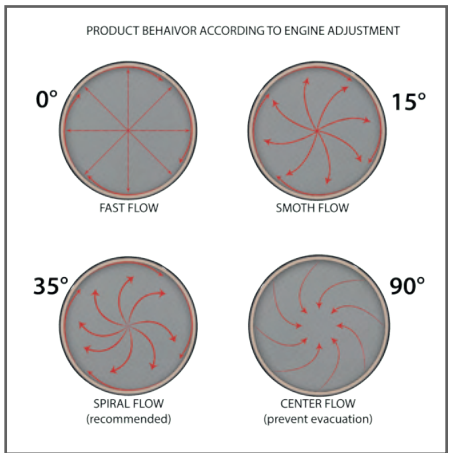 PRODUCT BEHAIVOR ACCORDING TO ENGINE ADJUSTMENT
0°
15°
FAST FLOW
SMOTH FLOW
35°
90°
SPIRAL FLOW
(recommended)
CENTER FLOW
(prevent evacuation)